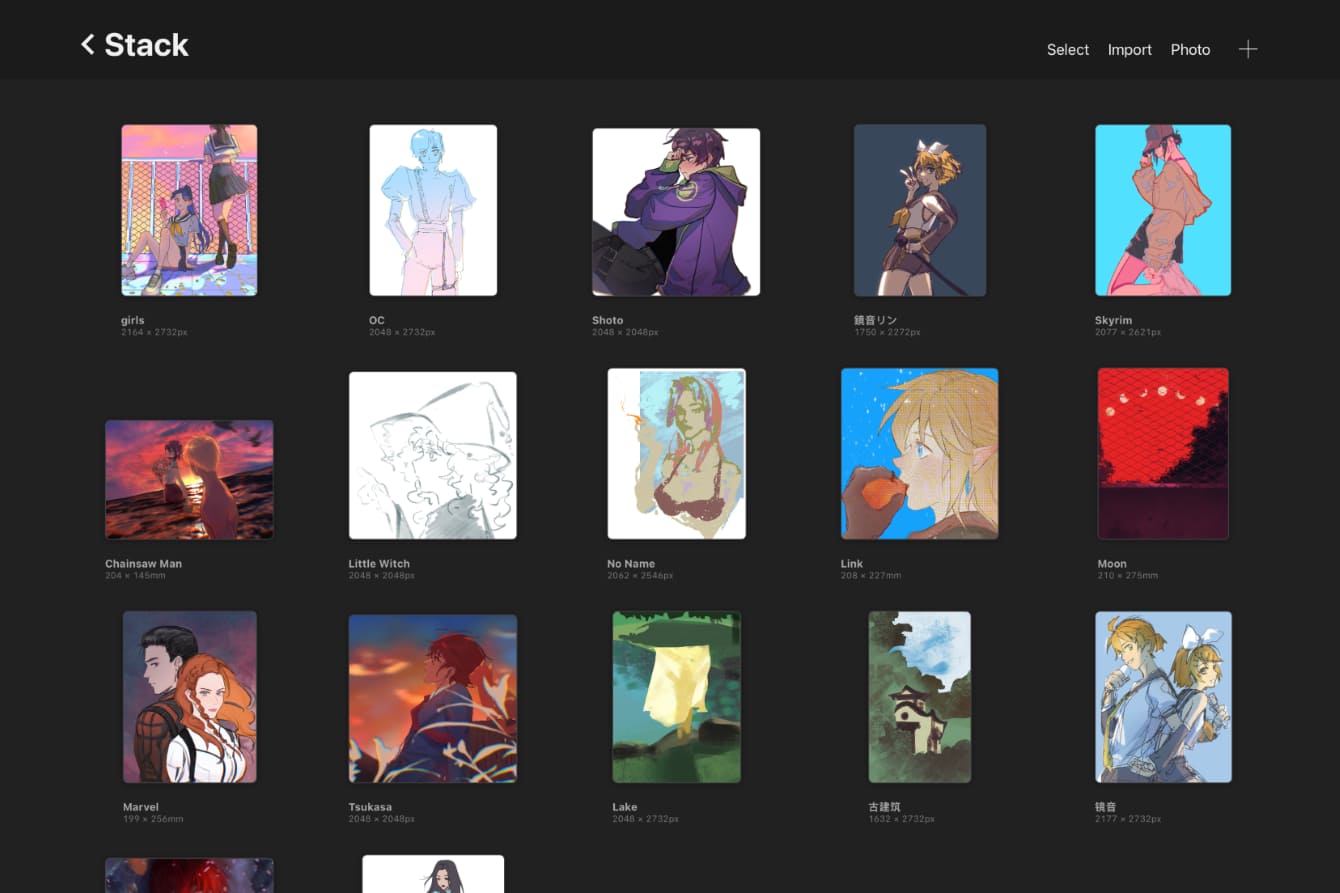 Stack
Select Import Photo
girls
2164 × 2732px
OC
2048 × 2732px
Shoto
2048 × 2048px
鏡音リン
1750 × 2272px
Skyrim
2077 × 2621px
Chainsaw Man
204 × 145mm
Little Witch
2048 × 2048px
No Name
2062 × 2546px
Link
208 × 227mm
Moon
210 × 275mm
Marvel
199 × 256mm
Tsukasa
2048 × 2048px
Lake
2048 × 2732px
古建筑
1632 × 2732px
镜音
2177 × 2732px